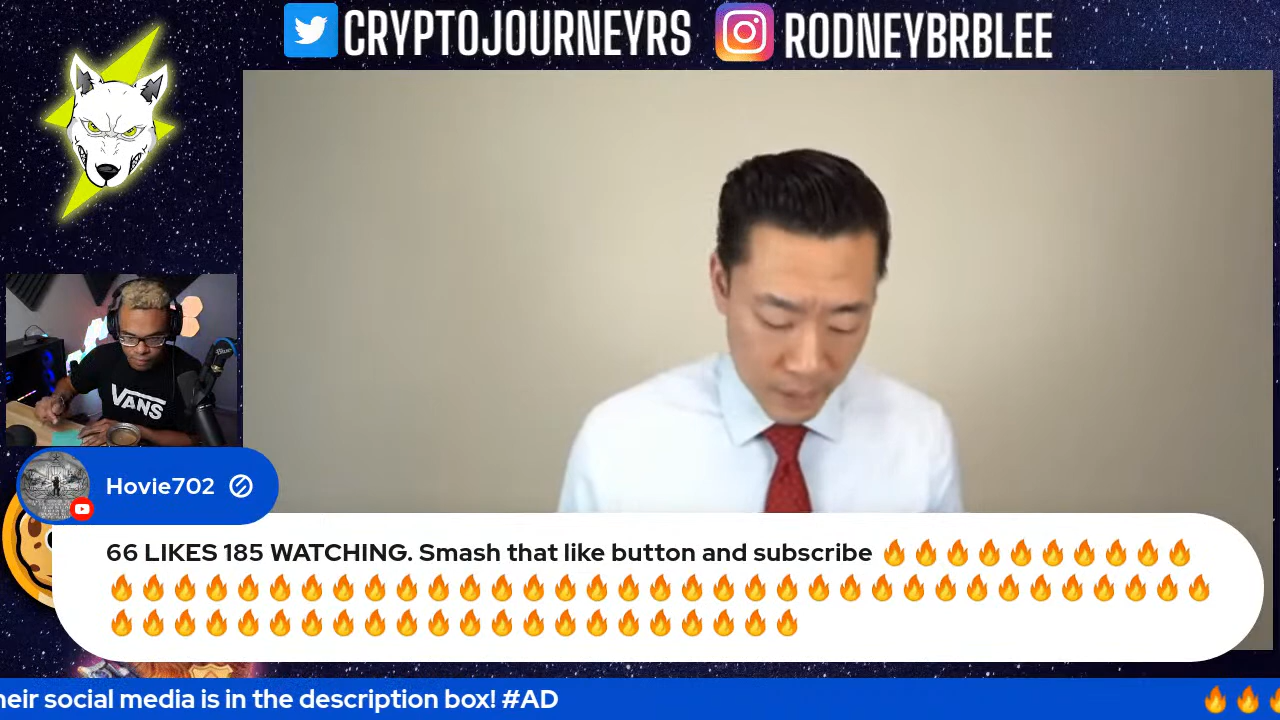 CRYPTOJOURNEYRS RODNEYBRBLEE
VANS
Hovie702
66 LIKES 185 WATCHING. Smash that like button and subscribe 🔥🔥🔥🔥🔥🔥🔥🔥🔥🔥
🔥🔥🔥🔥🔥🔥🔥🔥🔥🔥🔥🔥🔥🔥🔥🔥🔥🔥🔥🔥🔥🔥🔥🔥🔥🔥🔥🔥🔥🔥🔥🔥🔥🔥🔥
🔥🔥🔥🔥🔥🔥🔥🔥🔥🔥🔥🔥🔥🔥🔥🔥🔥🔥🔥🔥🔥🔥
heir social media is in the description box! #AD 🔥🔥🔥